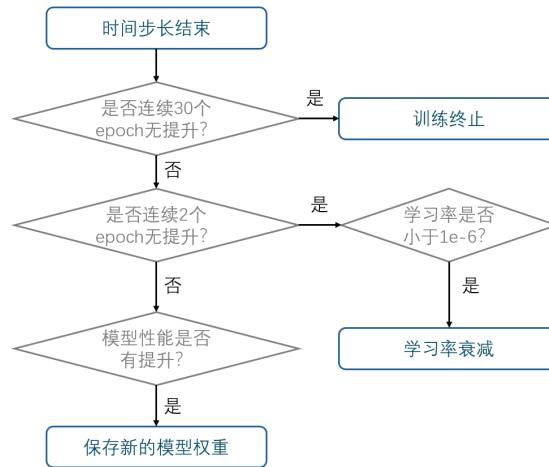 时间步长结束
是否连续30个
epoch无提升?
是
训练终止
否
是否连续2个
epoch无提升?
是
学习率是否
小于1e-6?
否
是
模型性能是否
有提升?
学习率衰减
是
保存新的模型权重